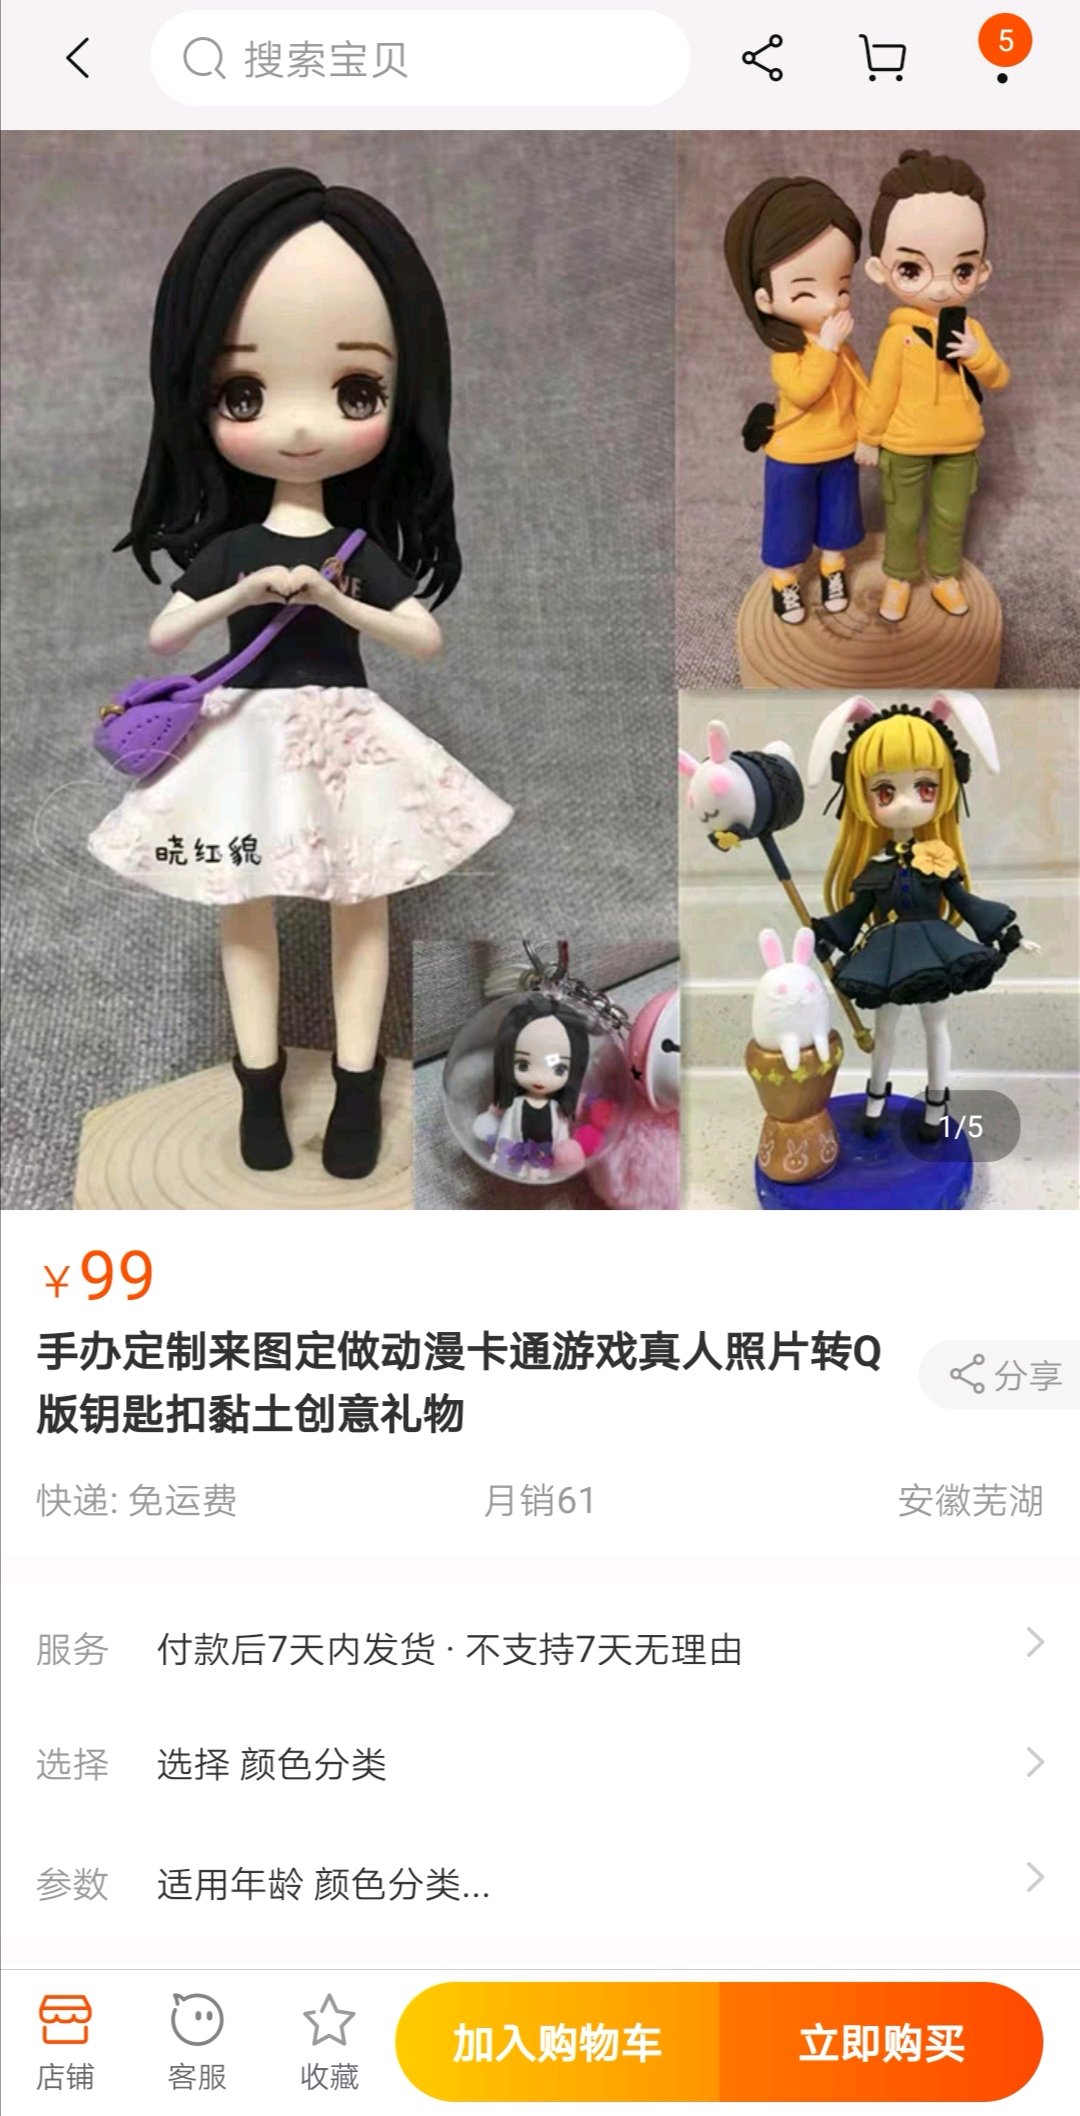 搜索宝贝
5
晓红貌
1/5
¥99
手办定制来图定做动漫卡通游戏真人照片转Q
版钥匙扣黏土创意礼物
分享
快递: 免运费
月销61
安徽芜湖
服务
付款后7天内发货 · 不支持7天无理由
选择
选择 颜色分类
参数
适用年龄 颜色分类...
店铺
客服
收藏
加入购物车
立即购买